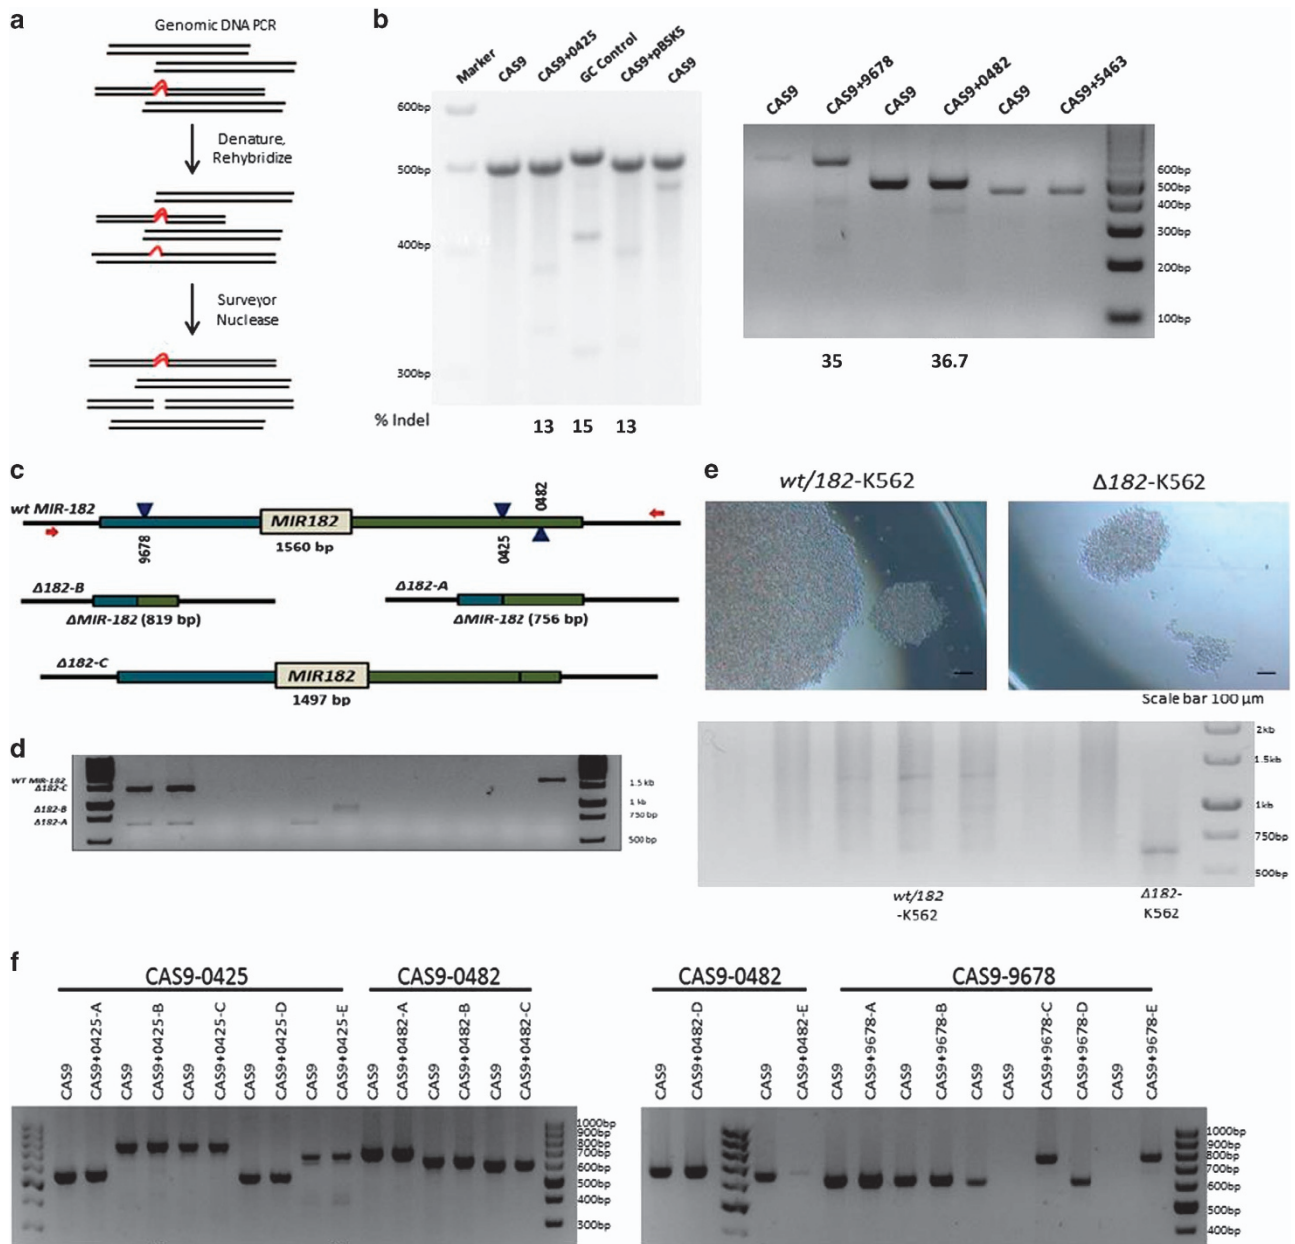 a
Genomic DNA PCR
Denature,
Rehybridize
Surveyor
Nuclease
b
Marker
CAS9
CAS9+0425
GC Control
CAS9+pBSK5
CAS9
600bp
500bp
400bp
300bp
% Indel
13
15
13
CAS9
CAS9+9678
CAS9
CAS9+0482
CAS9
CAS9+5463
600bp
500bp
400bp
300bp
200bp
100bp
35
36.7
c
wt MIR-182
9678
MIR182
1560 bp
0425
0482
Δ182-B
ΔMIR-182 (819 bp)
Δ182-A
ΔMIR-182 (756 bp)
Δ182-C
MIR182
1497 bp
d
WT MIR-182
Δ182-C
Δ182-B
Δ182-A
1.5 kb
1 kb
750 bp
500 bp
e
wt/182-K562
Δ182-K562
Scale bar 100 µm
2kb
1.5kb
1kb
750bp
500bp
wt/182
-K562
Δ182-
K562
f
CAS9-0425
CAS9-0482
CAS9
CAS9+0425-A
CAS9
CAS9+0425-B
CAS9
CAS9+0425-C
CAS9
CAS9+0425-D
CAS9
CAS9+0425-E
CAS9
CAS9+0482-A
CAS9
CAS9+0482-B
CAS9
CAS9+0482-C
1000bp
900bp
800bp
700bp
600bp
500bp
400bp
300bp
CAS9-0482
CAS9-9678
CAS9
CAS9+0482-D
CAS9
CAS9+0482-E
CAS9
CAS9+9678-A
CAS9
CAS9+9678-B
CAS9
CAS9
CAS9+9678-C
CAS9+9678-D
CAS9
CAS9+9678-E
1000bp
900bp
800bp
700bp
600bp
500bp
400bp